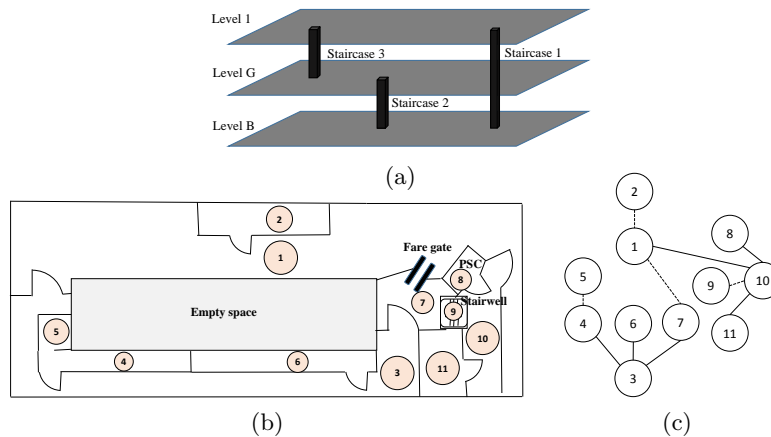 Level 1
Staircase 3
Staircase 1
Level G
Staircase 2
Level B
(a)
2
1
Fare gate
PSC
8
7
Stairwell
9
Empty space
5
10
4
6
3
11
(b)
2
1
8
5
9
10
4
6
7
11
3
(c)